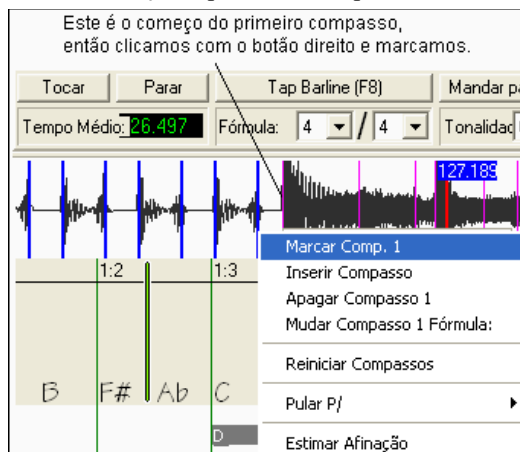 Este é o começo do primeiro compasso,
então clicamos com o botão direito e marcamos.
Tocar Parar Tap Barline (F8) Mandar
Tempo Médio: 26.497 Fórmula: 4 / 4 Tonalidad
127.189
Marcar Comp. 1
1:2 1:3 Inserir Compasso
Apagar Compasso 1
Mudar Compasso 1 Fórmula:
Reiniciar Compassos
B F# Ab C Pular P/
D Estimar Afinação